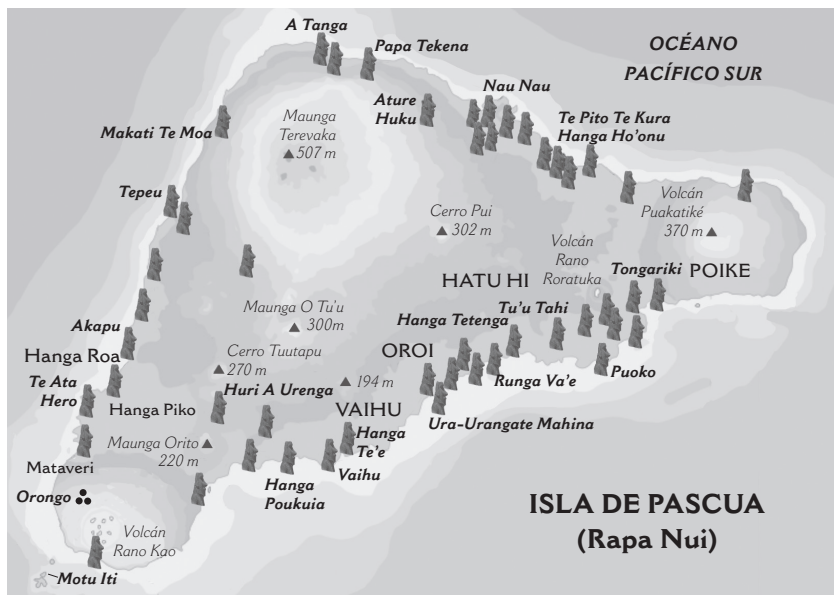 A Tanga
Papa Tekena
OCÉANO
PACÍFICO SUR
Nau Nau
Ature
Huku
Te Pito Te Kura
Hanga Ho'onu
Makati Te Moa
Maunga
Terevaka
507 m
Tepeu
Cerro Pui
302 m
Volcán
Puakatiké
370 m
Volcán
Rano
Roratuka
HATU HI
Tongariki
POIKE
Maunga O Tu'u
300m
Hanga Tetenga
Tu'u Tahi
Akapu
Hanga Roa
Cerro Tuutapu
270 m
OROI
Te Ata
Hero
Hanga Piko
Huri A Urenga
194 m
Runga Va'e
Puoko
VAIHU
Ura-Urangate Mahina
Maunga Orito
220 m
Hanga
Te'e
Mataveri
Vaihu
Orongo
Hanga
Poukuia
ISLA DE PASCUA
(Rapa Nui)
Volcán
Rano Kao
Motu Iti